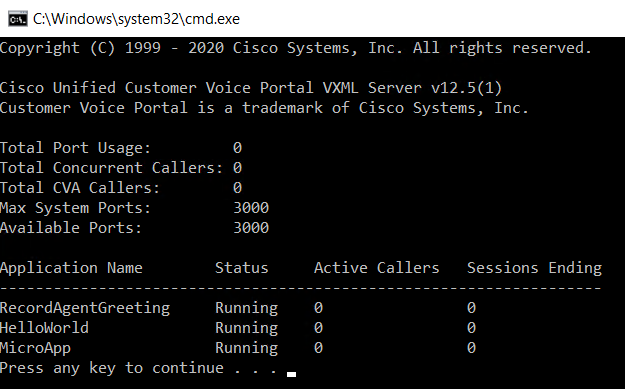 C:\Windows\system32\cmd.exe
Copyright (C) 1999 - 2020 Cisco Systems, Inc. All rights reserved.
Cisco Unified Customer Voice Portal VXML Server v12.5(1)
Customer Voice Portal is a trademark of Cisco Systems, Inc.
Total Port Usage: 0
Total Concurrent Callers: 0
Total CVA Callers: 0
Max System Ports: 3000
Available Ports: 3000
Application Name Status Active Callers Sessions Ending
-------------------------------------------------------------------
RecordAgentGreeting Running 0 0
HelloWorld Running 0 0
MicroApp Running 0 0
Press any key to continue . . .